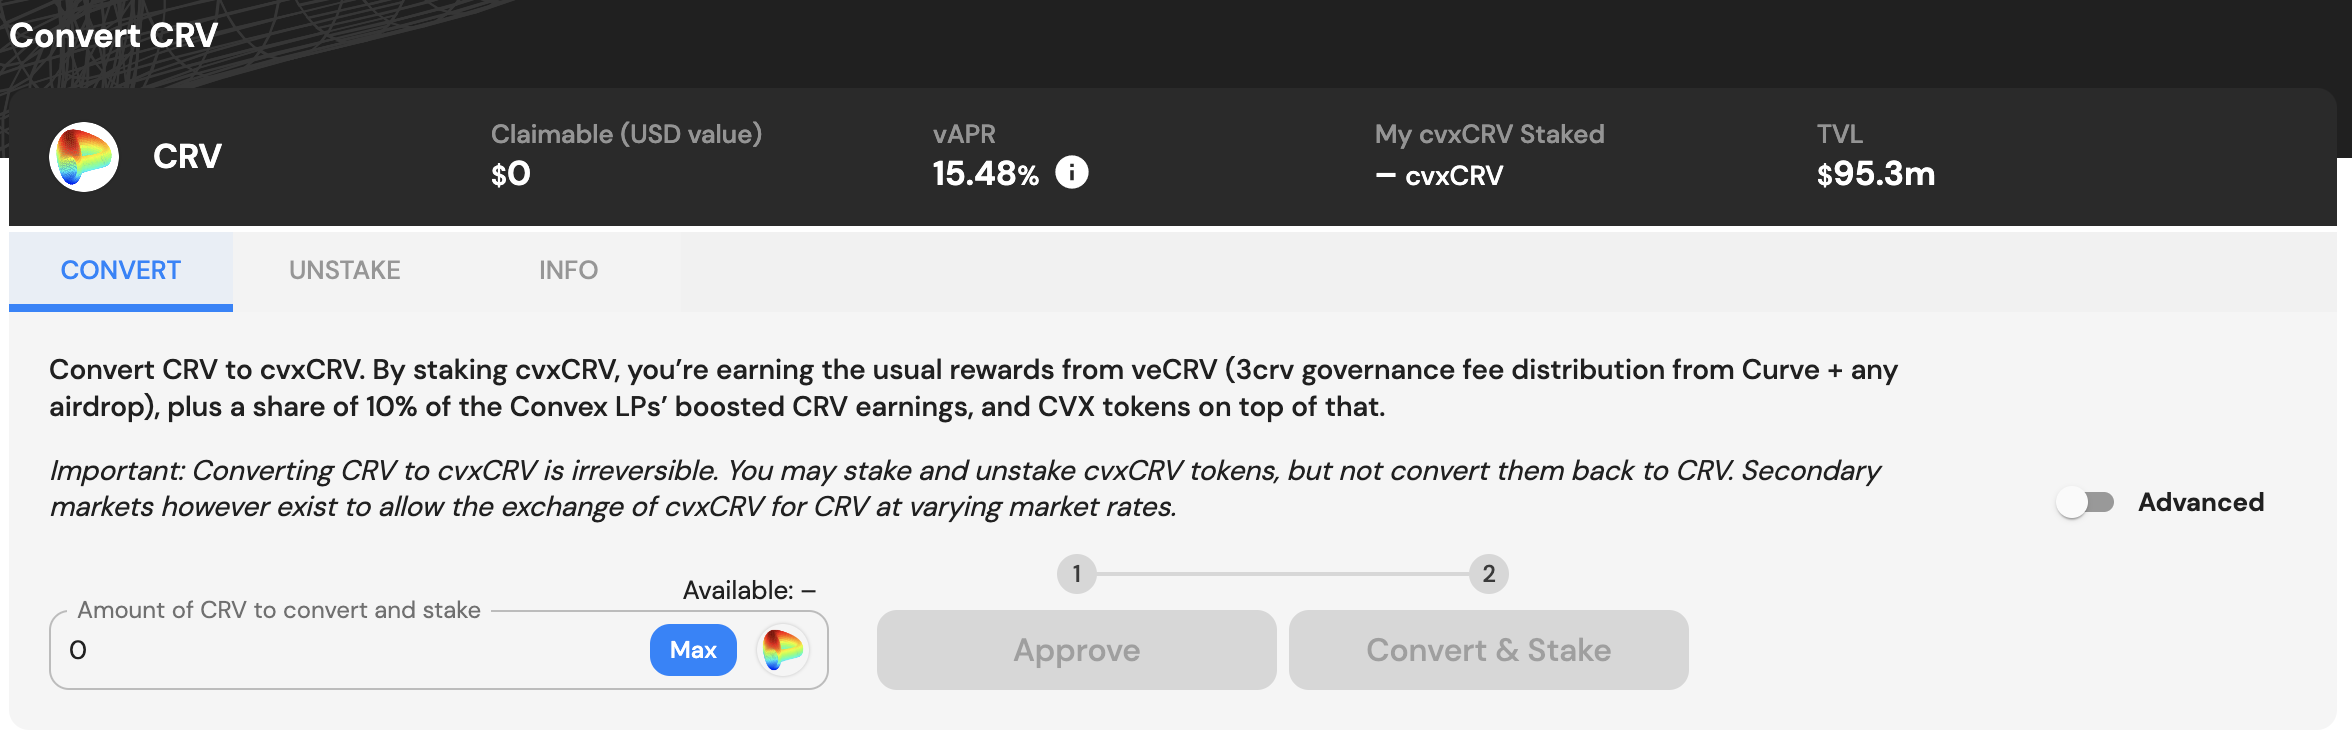 Convert CRV
CRV
Claimable (USD value)
$0
vAPR
15.48%
My cvxCRV Staked
– cvxCRV
TVL
$95.3m
CONVERT
UNSTAKE
INFO
Convert CRV to cvxCRV. By staking cvxCRV, you’re earning the usual rewards from veCRV (3crv governance fee distribution from Curve + any
airdrop), plus a share of 10% of the Convex LPs’ boosted CRV earnings, and CVX tokens on top of that.
Important: Converting CRV to cvxCRV is irreversible. You may stake and unstake cvxCRV tokens, but not convert them back to CRV. Secondary
markets however exist to allow the exchange of cvxCRV for CRV at varying market rates.
Advanced
Available: –
Amount of CRV to convert and stake
0
Max
1
2
Approve
Convert & Stake